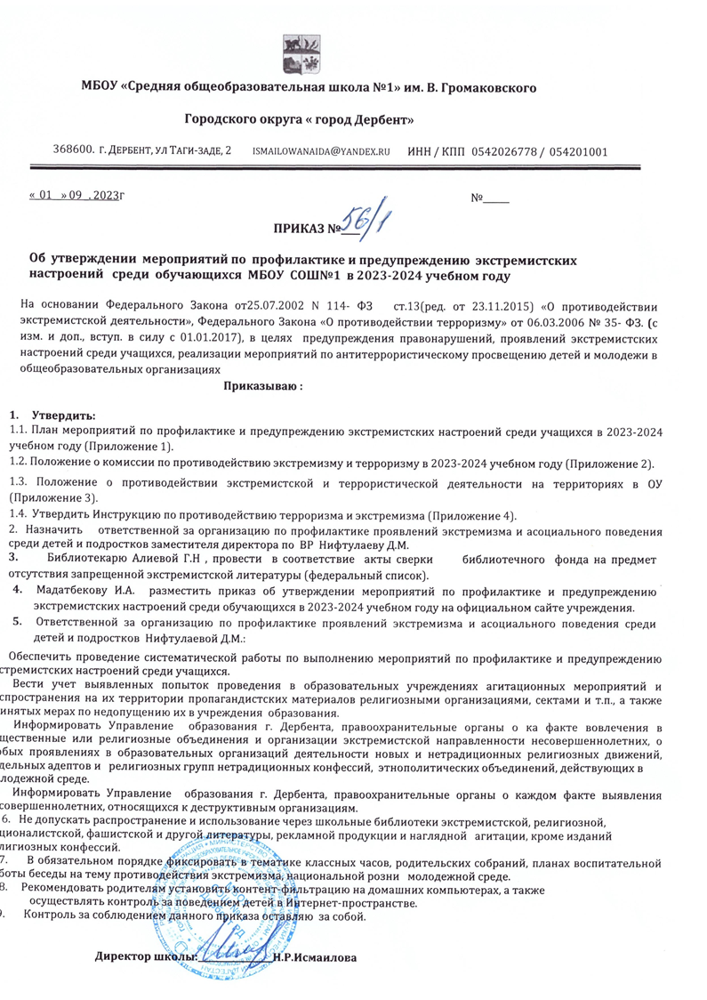 МБОУ «Средняя общеобразовательная школа №1» им. В. Громаковского
Городского округа « город Дербент»
368600. г. Дербент, ул Таги-заде, 2 ismailowanaida@yandex.ru ИНН / КПП 0542026778 / 054201001
« 01 » 09 . 2023г №____
ПРИКАЗ № 56/1
Об утверждении мероприятий по профилактике и предупреждению экстремистских
настроений среди обучающихся МБОУ СОШ№1 в 2023-2024 учебном году
На основании Федерального Закона от25.07.2002 N 114- ФЗ ст.13(ред. от 23.11.2015) «О противодействии
экстремистской деятельности», Федерального Закона «О противодействии терроризму» от 06.03.2006 № 35- ФЗ. (с
изм. и доп., вступ. в силу с 01.01.2017), в целях предупреждения правонарушений, проявлений экстремистских
настроений среди учащихся, реализации мероприятий по антитеррористическому просвещению детей и молодежи в
общеобразовательных организациях
Приказываю :
1. Утвердить:
1.1. План мероприятий по профилактике и предупреждению экстремистских настроений среди учащихся в 2023-2024
учебном году (Приложение 1).
1.2. Положение о комиссии по противодействию экстремизму и терроризму в 2023-2024 учебном году (Приложение 2).
1.3. Положение о противодействии экстремистской и террористической деятельности на территориях в ОУ
(Приложение 3).
1.4. Утвердить Инструкцию по противодействию терроризма и экстремизма (Приложение 4).
2. Назначить ответственной за организацию по профилактике проявлений экстремизма и асоциального поведения
среди детей и подростков заместителя директора по ВР Нифтулаеву Д.М.
3. Библиотекарю Алиевой Г.Н , провести в соответствие акты сверки библиотечного фонда на предмет
отсутствия запрещенной экстремистской литературы (федеральный список).
4. Мадатбекову И.А. разместить приказ об утверждении мероприятий по профилактике и предупреждению
экстремистских настроений среди обучающихся в 2023-2024 учебном году на официальном сайте учреждения.
5. Ответственной за организацию по профилактике проявлений экстремизма и асоциального поведения среди
детей и подростков Нифтулаевой Д.М.:
Обеспечить проведение систематической работы по выполнению мероприятий по профилактике и предупреждению
стремистских настроений среди учащихся.
Вести учет выявленных попыток проведения в образовательных учреждениях агитационных мероприятий и
спространения на их территории пропагандистских материалов религиозными организациями, сектами и т.п., а также
инятых мерах по недопущению их в учреждения образования.
Информировать Управление образования г. Дербента, правоохранительные органы о ка факте вовлечения в
щественные или религиозные объединения и организации экстремистской направленности несовершеннолетних, о
обых проявлениях в образовательных организаций деятельности новых и нетрадиционных религиозных движений,
дельных адептов и религиозных групп нетрадиционных конфессий, этнополитических объединений, действующих в
лодежной среде.
Информировать Управление образования г. Дербента, правоохранительные органы о каждом факте выявления
совершеннолетних, относящихся к деструктивным организациям.
6. Не допускать распространение и использование через школьные библиотеки экстремистской, религиозной,
ционалистской, фашистской и другой литературы, рекламной продукции и наглядной агитации, кроме изданий
лигиозных конфессий.
7. В обязательном порядке фиксировать в тематике классных часов, родительских собраний, планах воспитательной
боты беседы на тему противодействия экстремизма, национальной розни молодежной среде.
8. Рекомендовать родителям установить контент-фильтрацию на домашних компьютерах, а также
осуществлять контроль за поведением детей в Интернет-пространстве.
9. Контроль за соблюдением данного приказа оставляю за собой.
Директор школы:______________Н.Р.Исмаилова